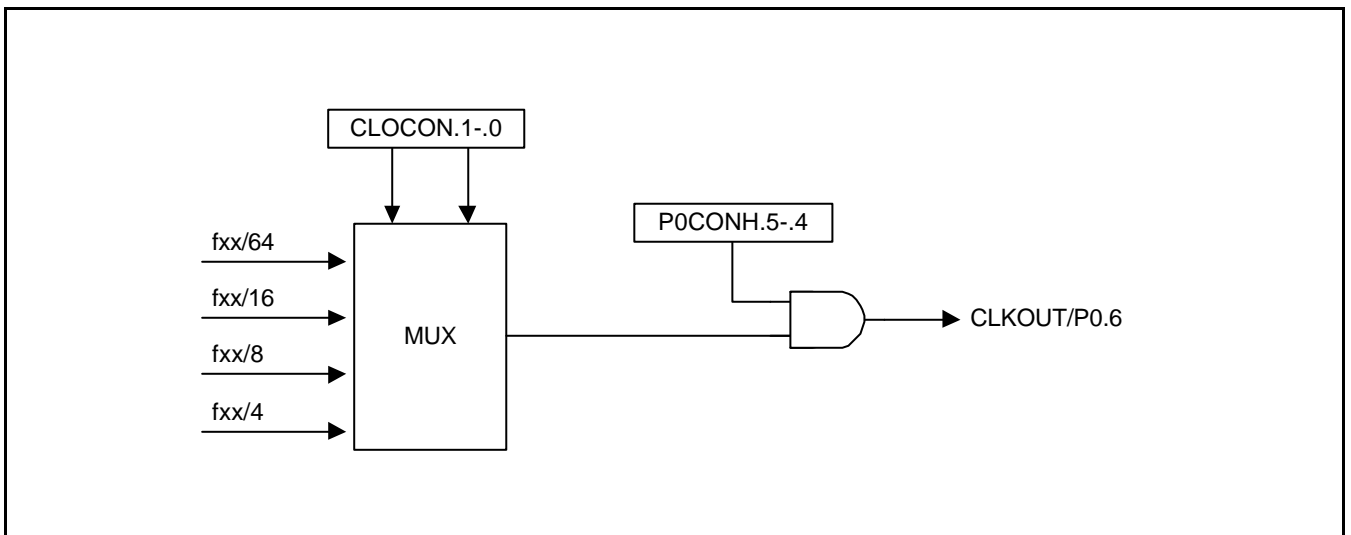 CLOCON.1-.0
P0CONH.5-.4
fxx/64
fxx/16
fxx/8
fxx/4
MUX
CLKOUT/P0.6